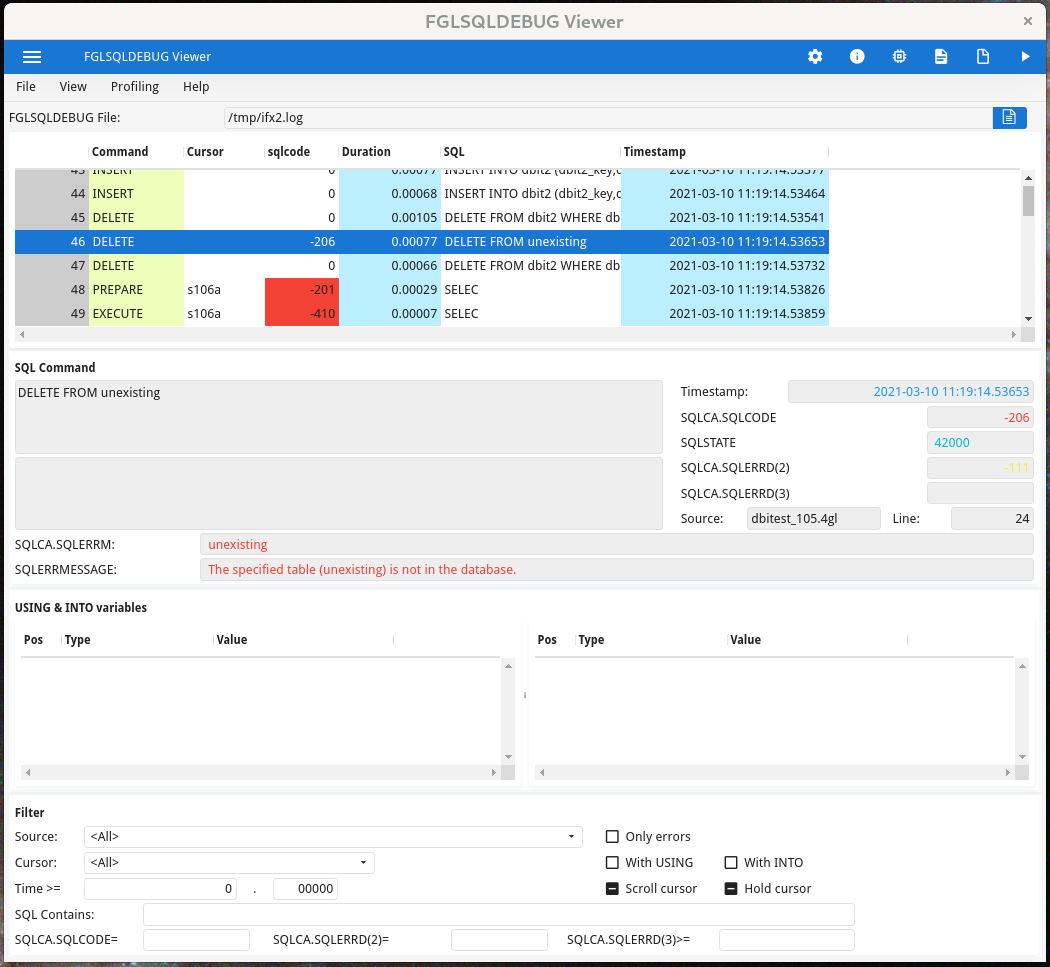 FGLSQLDEBUG Viewer
FGLSQLDEBUG Viewer
File View Profiling Help
FGLSQLDEBUG File: /tmp/ifx2.log
Command Cursor sqlcode Duration SQL Timestamp
43 INSERT 0 0.00077 INSERT INTO dbit2 (dbit2_key,c 2021-03-10 11:19:14.53377
44 INSERT 0 0.00068 INSERT INTO dbit2 (dbit2_key,c 2021-03-10 11:19:14.53464
45 DELETE 0 0.00105 DELETE FROM dbit2 WHERE db 2021-03-10 11:19:14.53541
46 DELETE -206 0.00077 DELETE FROM unexisting 2021-03-10 11:19:14.53653
47 DELETE 0 0.00066 DELETE FROM dbit2 WHERE db 2021-03-10 11:19:14.53732
48 PREPARE s106a -201 0.00029 SELEC 2021-03-10 11:19:14.53826
49 EXECUTE s106a -410 0.00007 SELEC 2021-03-10 11:19:14.53859
SQL Command
DELETE FROM unexisting
Timestamp: 2021-03-10 11:19:14.53653
SQLCA.SQLCODE -206
SQLSTATE 42000
SQLCA.SQLERRD(2) -111
SQLCA.SQLERRD(3)
Source: dbitest_105.4gl Line: 24
SQLCA.SQLERRM: unexisting
SQLERRMESSAGE: The specified table (unexisting) is not in the database.
USING & INTO variables
Pos Type Value Pos Type Value
Filter
Source: <All> Only errors
Cursor: <All> With USING With INTO
Time >= 0 . 00000 Scroll cursor Hold cursor
SQL Contains:
SQLCA.SQLCODE= SQLCA.SQLERRD(2)= SQLCA.SQLERRD(3)>=